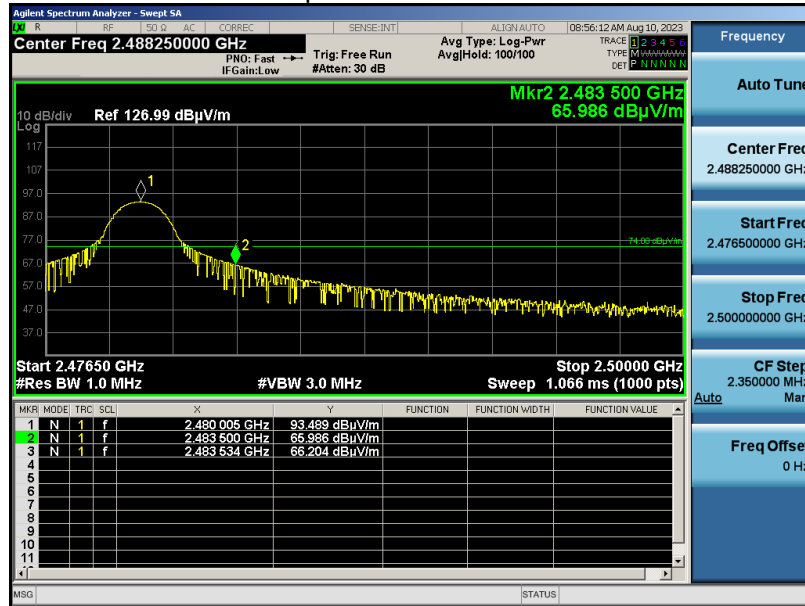 Agilent Spectrum Analyzer - Swept SA
LXI R RF 50 Ω AC CORREC SENSE:INT ALIGN AUTO 08:56:12 AM Aug 10, 2023
Center Freq 2.488250000 GHz
PNO: Fast
IFGain:Low
Trig: Free Run
#Atten: 30 dB
Avg Type: Log-Pwr
Avg|Hold: 100/100
TRACE 1 2 3 4 5 6
TYPE M
DET P N N N N N
Mkr2 2.483 500 GHz
65.986 dBµV/m
10 dB/div Ref 126.99 dBµV/m
Log
117
107
97.0
87.0
77.0
67.0
57.0
47.0
37.0
1
2
74.00 dBµV/m
Start 2.47650 GHz Stop 2.50000 GHz
#Res BW 1.0 MHz #VBW 3.0 MHz Sweep 1.066 ms (1000 pts)
MKR MODE TRC SCL X Y FUNCTION FUNCTION WIDTH FUNCTION VALUE
1 N 1 f 2.480 005 GHz 93.489 dBµV/m
2 N 1 f 2.483 500 GHz 65.986 dBµV/m
3 N 1 f 2.483 534 GHz 66.204 dBµV/m
4
5
6
7
8
9
10
11
MSG STATUS
Frequency
Auto Tune
Center Freq
2.488250000 GHz
Start Freq
2.476500000 GHz
Stop Freq
2.500000000 GHz
CF Step
2.350000 MHz
Auto Man
Freq Offset
0 Hz